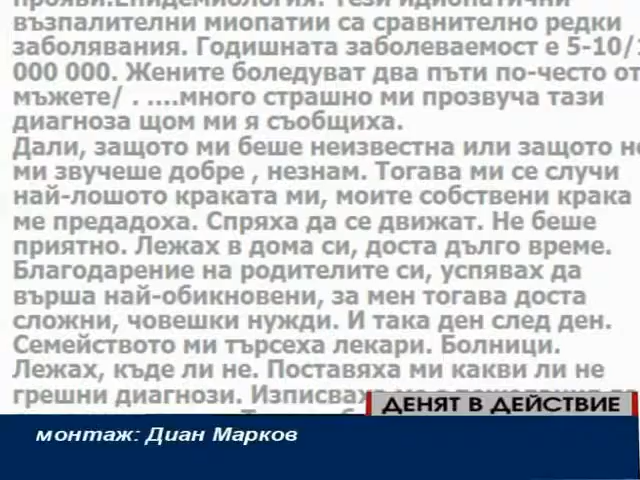 прояви.Епидемиология. Тези идиопатични
възпалителни миопатии са сравнително редки
заболявания. Годишната заболеваемост е 5-10/1
000 000. Жените боледуват два пъти по-често от
мъжете/ . ....много страшно ми прозвуча тази
диагноза щом ми я съобщиха.
Дали, защото ми беше неизвестна или защото не
ми звучеше добре , незнам. Тогава ми се случи
най-лошото краката ми, моите собствени крака
ме предадоха. Спряха да се движат. Не беше
приятно. Лежах в дома си, доста дълго време.
Благодарение на родителите си, успявах да
върша най-обикновени, за мен тогава доста
сложни, човешки нужди. И така ден след ден.
Семейството ми търсеха лекари. Болници.
Лежах, къде ли не. Поставяха ми какви ли не
грешни диагнози.
ДЕНЯТ В ДЕЙСТВИЕ
монтаж: Диан Марков